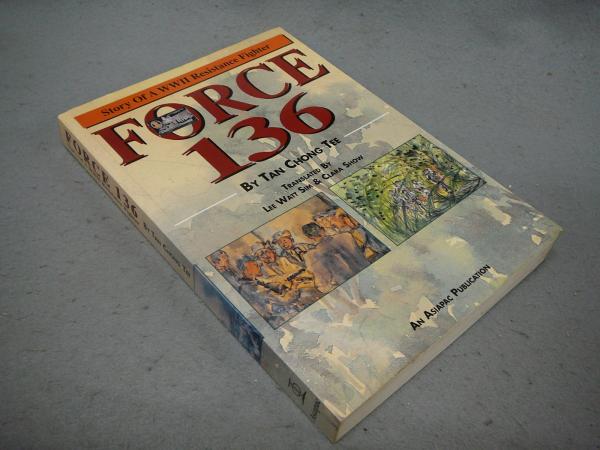 Story Of A WWII Resistance Fighter
FORCE
136
BY TAN CHONG TEE
TRANSLATED BY
LEE WATT SIM & CLARA SHOW
AN ASIAPAC PUBLICATION
FORCE 136 BY TAN CHONG TEE